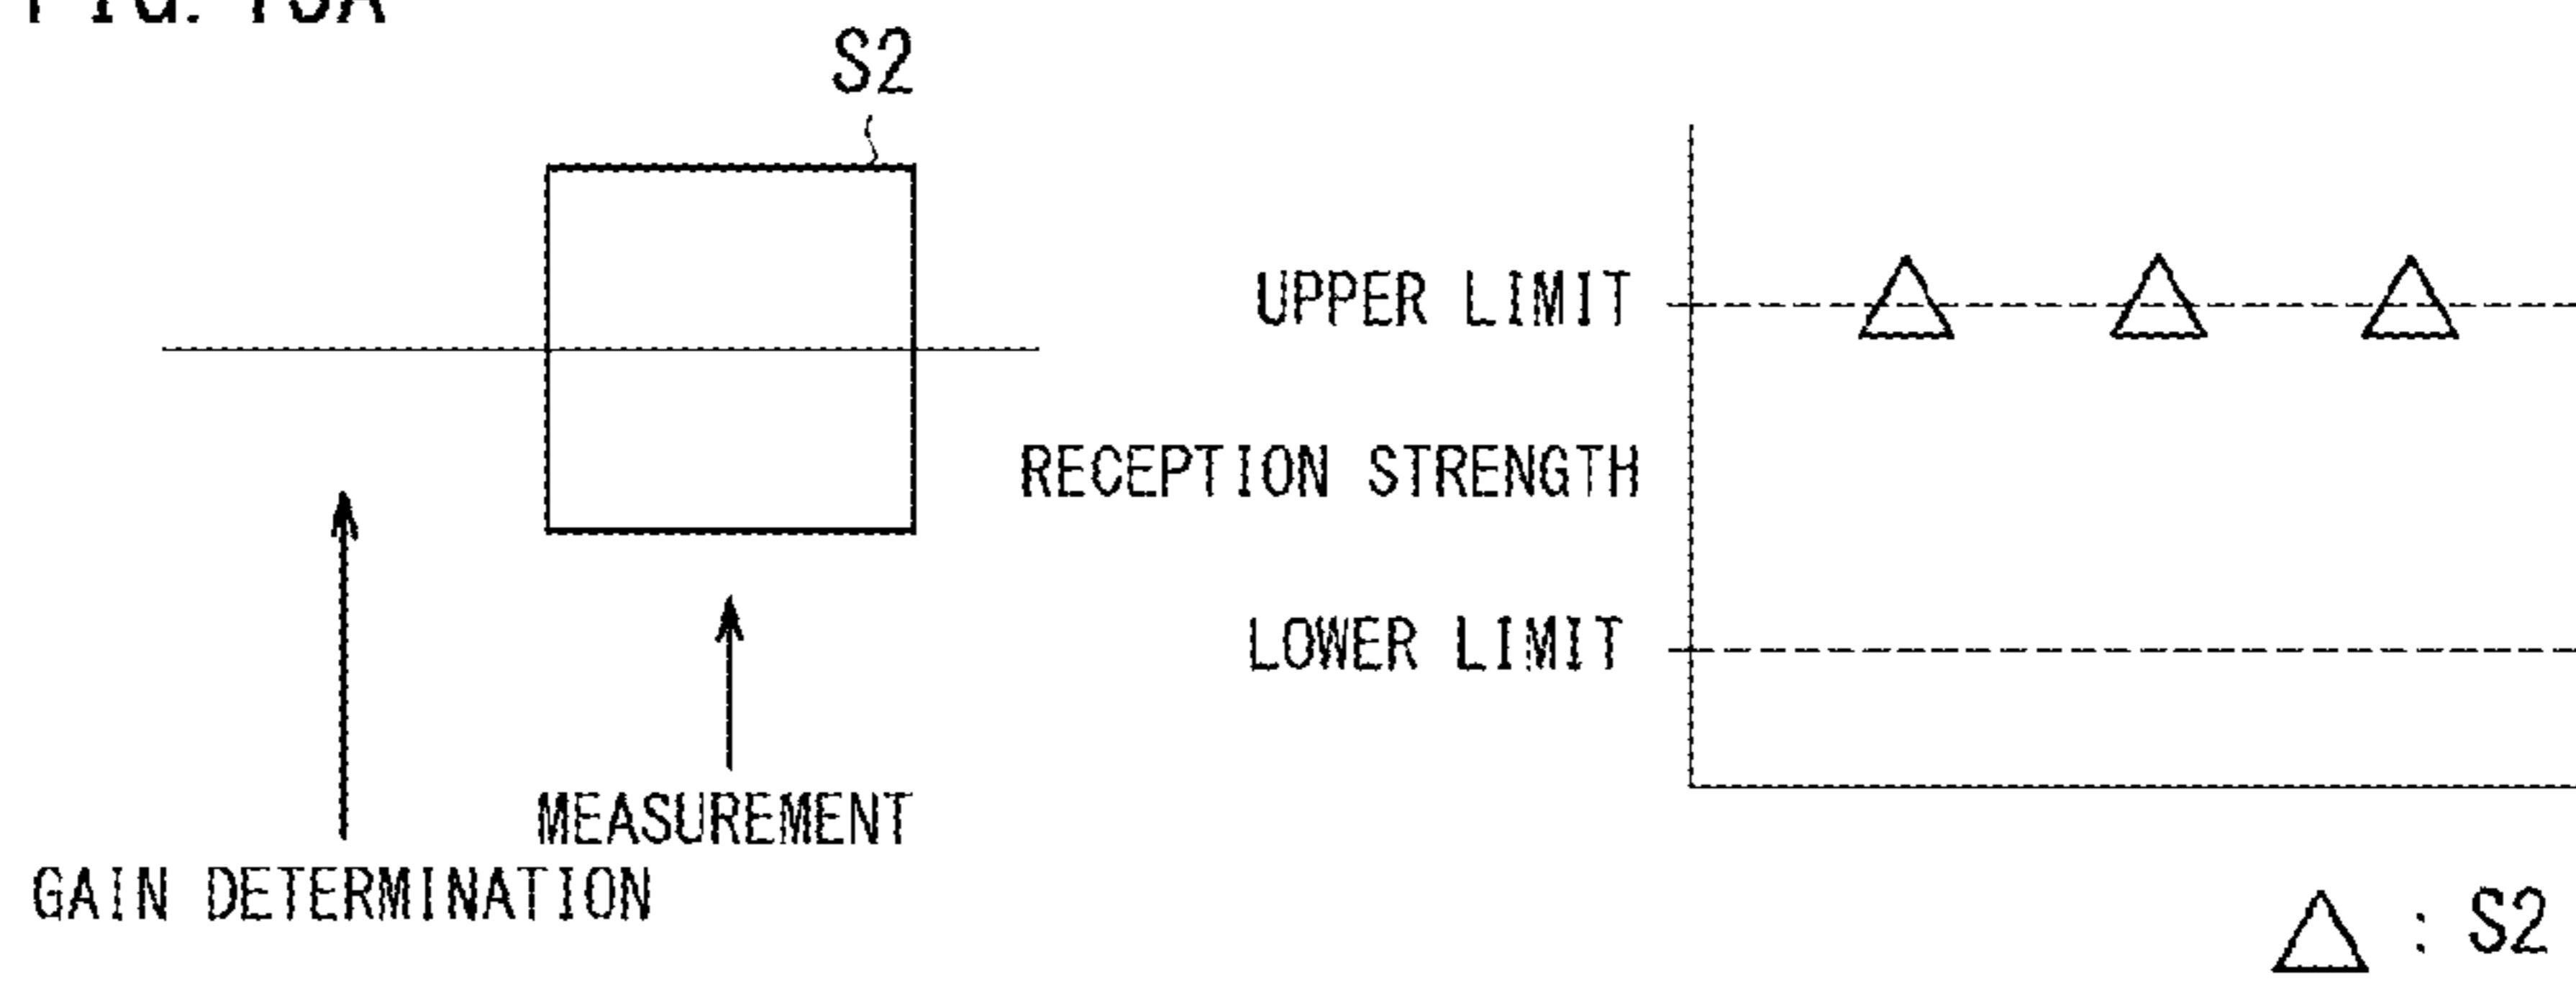 S2
UPPER LIMIT
RECEPTION STRENGTH
LOWER LIMIT
MEASUREMENT
GAIN DETERMINATION
△ : S2